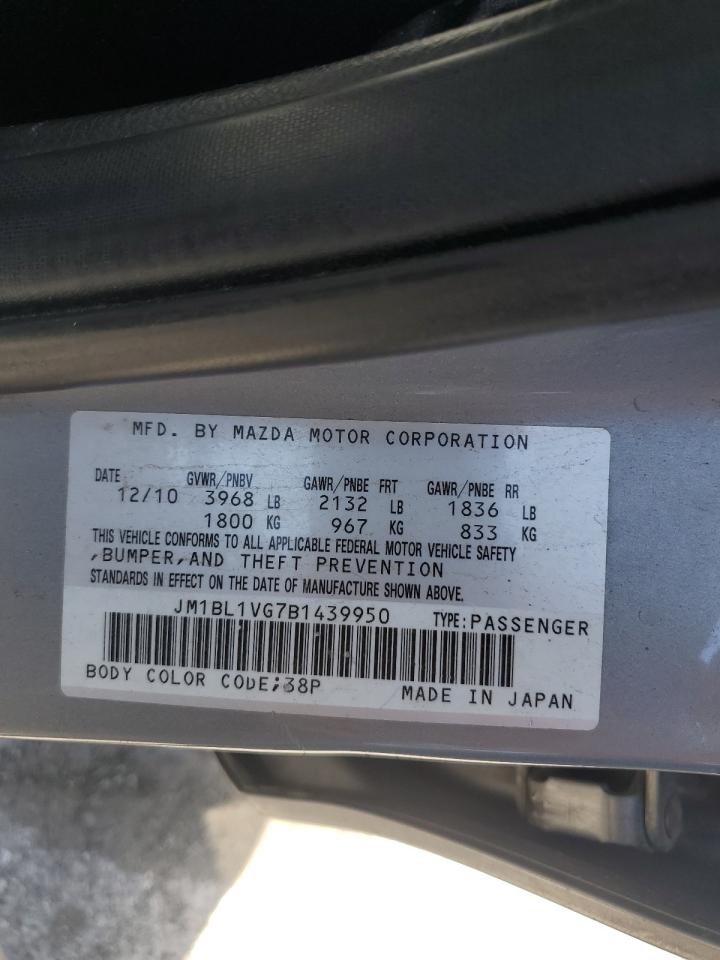 MFD. BY MAZDA MOTOR CORPORATION
DATE GVWR/PNBV GAWR/PNBE FRT GAWR/PNBE RR
12/10 3968 LB 2132 LB 1836 LB
1800 KG 967 KG 833 KG
THIS VEHICLE CONFORMS TO ALL APPLICABLE FEDERAL MOTOR VEHICLE SAFETY
,BUMPER,AND THEFT PREVENTION
STANDARDS IN EFFECT ON THE DATE OF MANUFACTURE SHOWN ABOVE.
JM1BL1VG7B1439950 TYPE:PASSENGER
BODY COLOR CODE;38P MADE IN JAPAN